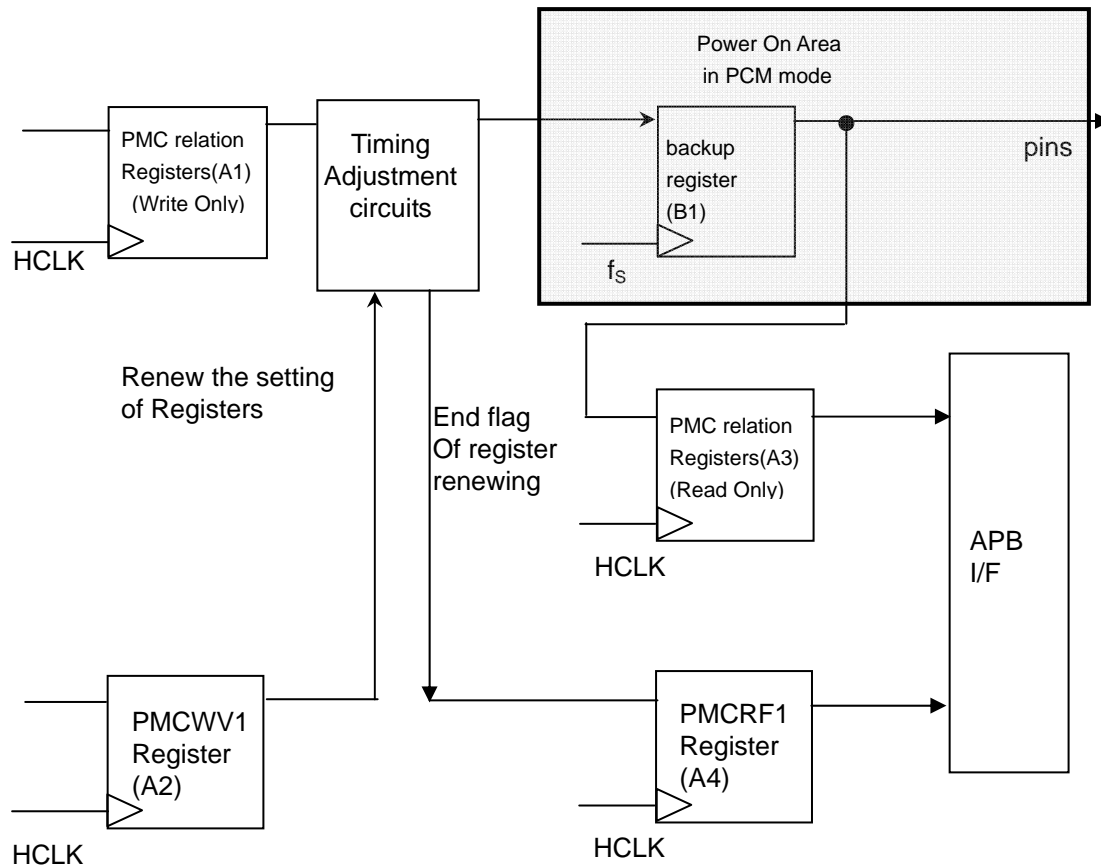 Power On Area
in PCM mode
PMC relation
Registers(A1)
(Write Only)
HCLK
Timing
Adjustment
circuits
backup
register
(B1)
fS
pins
Renew the setting
of Registers
End flag
Of register
renewing
PMC relation
Registers(A3)
(Read Only)
HCLK
APB
I/F
PMCWV1
Register
(A2)
HCLK
PMCRF1
Register
(A4)
HCLK